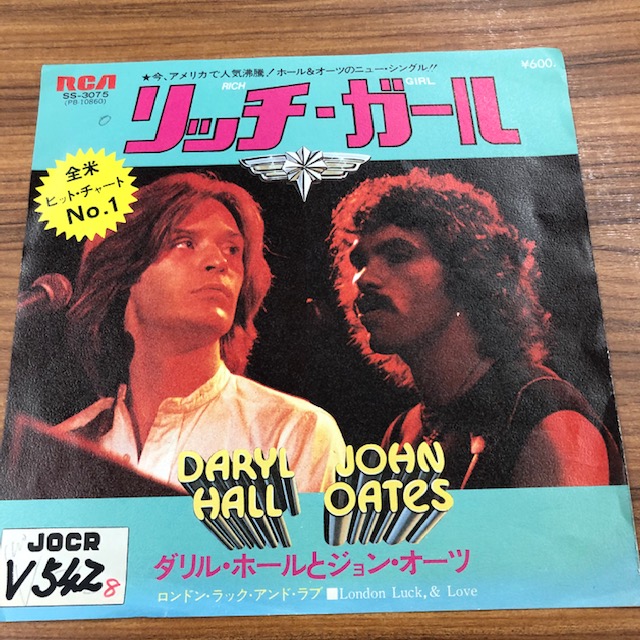 ★今、アメリカで人気沸騰！ホール&オーツのニュー・シングル!!
¥600.
RCA
SS-3075
(PB-10860)
RICH GIRL
リッチ・ガール
全米
ヒット・チャート
No.1
DARYL HALL
JOHN OATES
ダリル・ホールとジョン・オーツ
ロンドン・ラック・アンド・ラブ ■London Luck, & Love
JOCR
V542
8